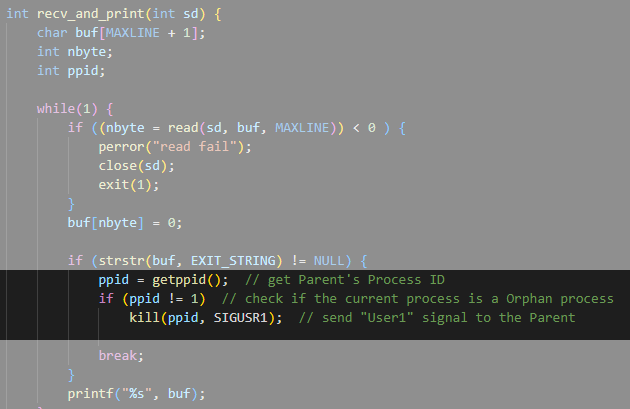 int recv_and_print(int sd) {
char buf[MAXLINE + 1];
int nbyte;
int ppid;
while(1) {
if ((nbyte = read(sd, buf, MAXLINE)) < 0 ) {
perror("read fail");
close(sd);
exit(1);
}
buf[nbyte] = 0;
if (strstr(buf, EXIT_STRING) != NULL) {
ppid = getppid();  // get Parent's Process ID
if (ppid != 1)  // check if the current process is a Orphan process
kill(ppid, SIGUSR1);  // send "User1" signal to the Parent
break;
}
printf("%s", buf);